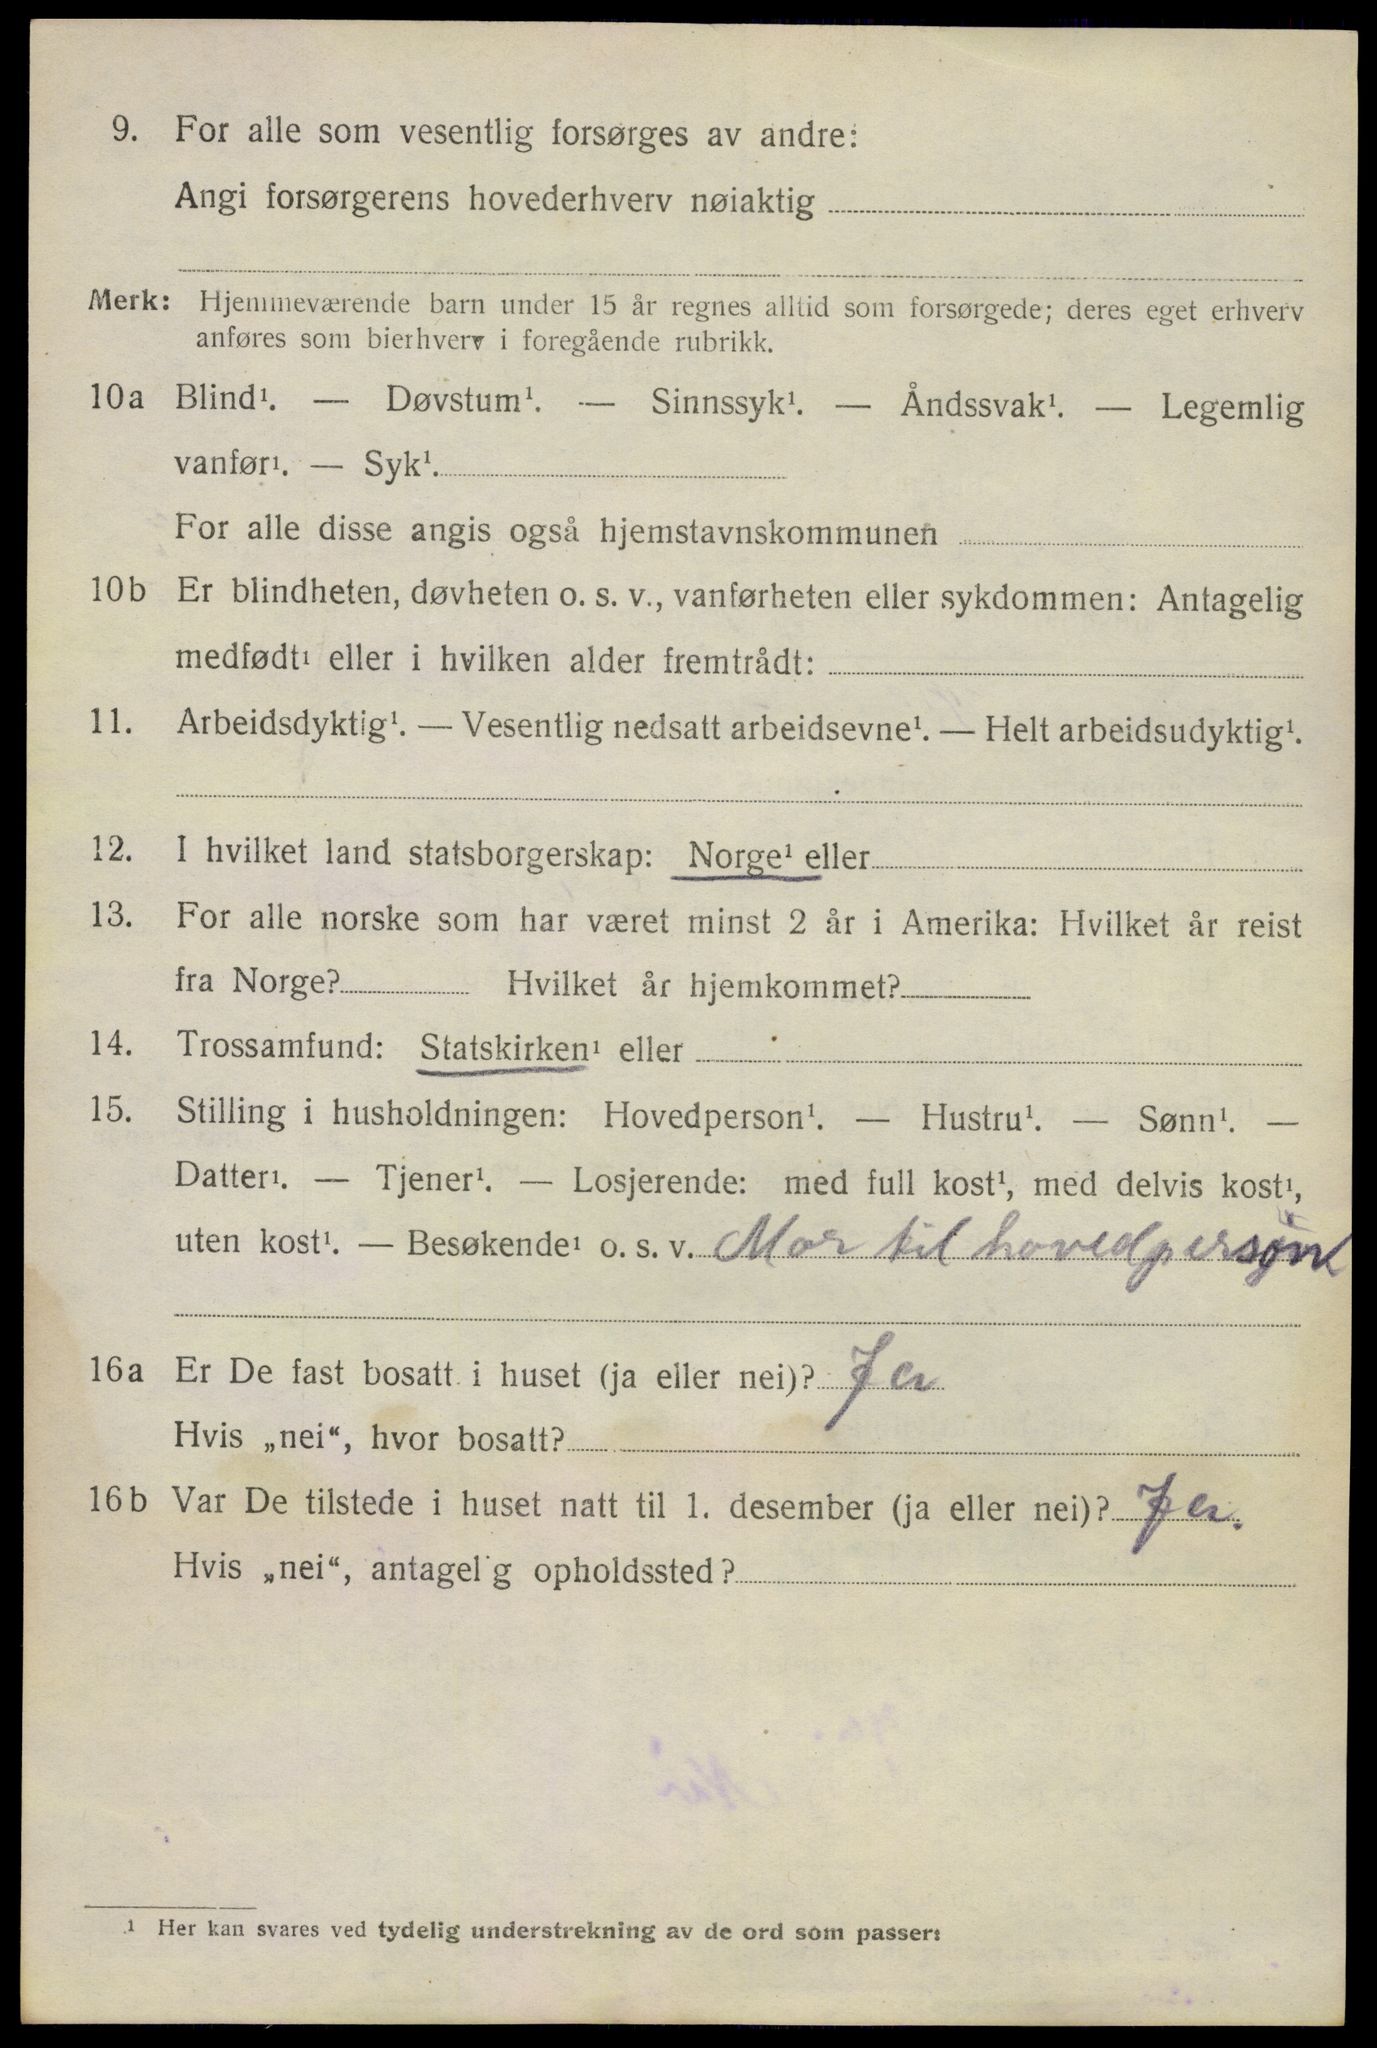 9. For alle som vesentlig forsørges av andre:
Angi forsørgerens hovederhverv nøiaktig
Merk: Hjemmeværende barn under 15 år regnes alltid som forsørgede; deres eget erhverv
anføres som bierhverv i foregående rubrikk.
10a Blind¹. — Døvstum¹. — Sinnssyk¹. — Åndssvak¹. — Legemlig
vanfør¹. — Syk¹.
For alle disse angis også hjemstavnskommunen
10b Er blindheten, døvheten o. s. v., vanførheten eller sykdommen: Antagelig
medfødt¹ eller i hvilken alder fremtrådt:
11. Arbeidsdyktig¹. — Vesentlig nedsatt arbeidsevne¹. — Helt arbeidsudyktig¹.
12. I hvilket land statsborgerskap: Norge¹ eller
13. For alle norske som har været minst 2 år i Amerika: Hvilket år reist
fra Norge? Hvilket år hjemkommet?
14. Trossamfund: Statskirken¹ eller
15. Stilling i husholdningen: Hovedperson¹. — Hustru¹. — Sønn¹. —
Datter¹. — Tjener¹. — Losjerende: med full kost¹, med delvis kost¹,
uten kost¹. — Besøkende¹ o. s. v. Mor til hovedpersonen
16a Er De fast bosatt i huset (ja eller nei)? Ja
Hvis „nei“, hvor bosatt?
16b Var De tilstede i huset natt til 1. desember (ja eller nei)? Ja.
Hvis „nei“, antagel g opholdssted?
¹ Her kan svares ved tydelig understrekning av de ord som passer: